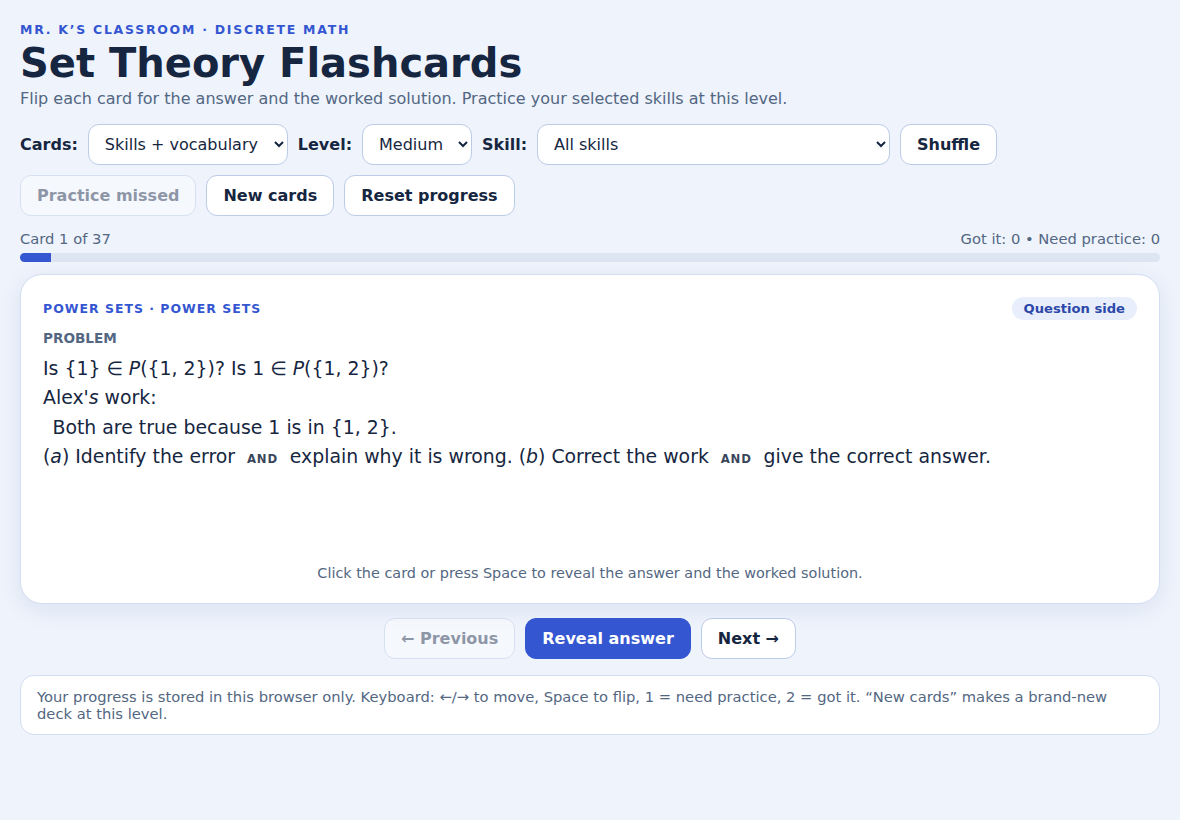 MR. K’S CLASSROOM · DISCRETE MATH
Set Theory Flashcards
Flip each card for the answer and the worked solution. Practice your selected skills at this level.
Cards: Skills + vocabulary Level: Medium Skill: All skills Shuffle
Practice missed New cards Reset progress
Card 1 of 37 Got it: 0 • Need practice: 0
POWER SETS · POWER SETS Question side
PROBLEM
Is {1} ∈ P({1, 2})? Is 1 ∈ P({1, 2})?
Alex's work:
Both are true because 1 is in {1, 2}.
(a) Identify the error AND explain why it is wrong. (b) Correct the work AND give the correct answer.
Click the card or press Space to reveal the answer and the worked solution.
← Previous Reveal answer Next →
Your progress is stored in this browser only. Keyboard: ←/→ to move, Space to flip, 1 = need practice, 2 = got it. “New cards” makes a brand-new
deck at this level.